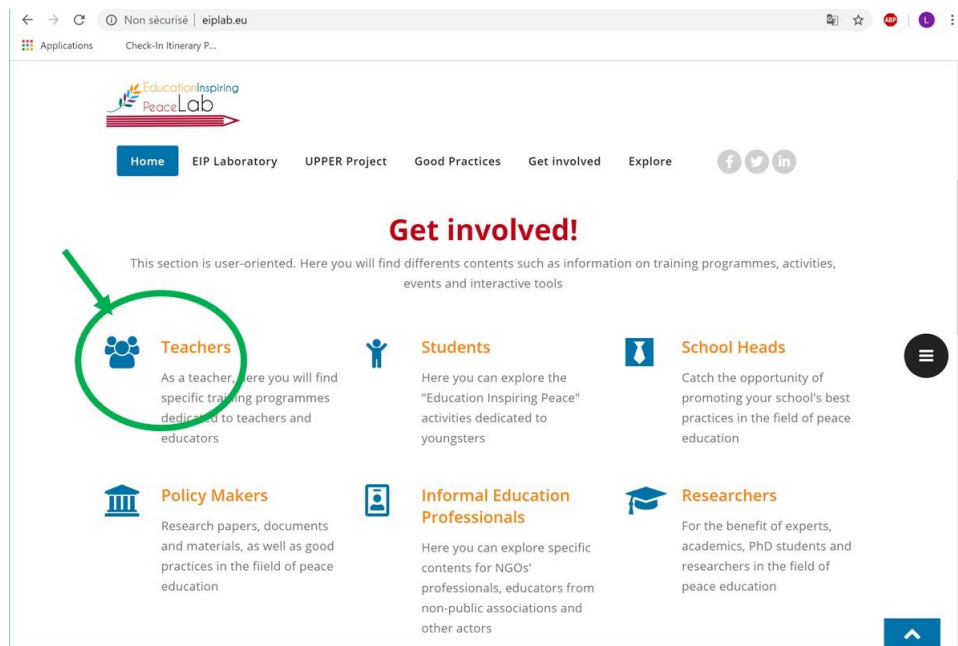 Non sécurisé | eiplab.eu
ABP
L
Applications
Check-In Itinerary P...
EducationInspiring
PeaceLab
Home
EIP Laboratory
UPPER Project
Good Practices
Get involved
Explore
Get involved!
This section is user-oriented. Here you will find differents contents such as information on training programmes, activities,
events and interactive tools
Teachers
As a teacher, here you will find
specific training programmes
dedicated to teachers and
educators
Students
Here you can explore the
"Education Inspiring Peace"
activities dedicated to
youngsters
School Heads
Catch the opportunity of
promoting your school's best
practices in the field of peace
education
Policy Makers
Research papers, documents
and materials, as well as good
practices in the fiield of peace
education
Informal Education
Professionals
Here you can explore specific
contents for NGOs'
professionals, educators from
non-public associations and
other actors
Researchers
For the benefit of experts,
academics, PhD students and
researchers in the field of
peace education